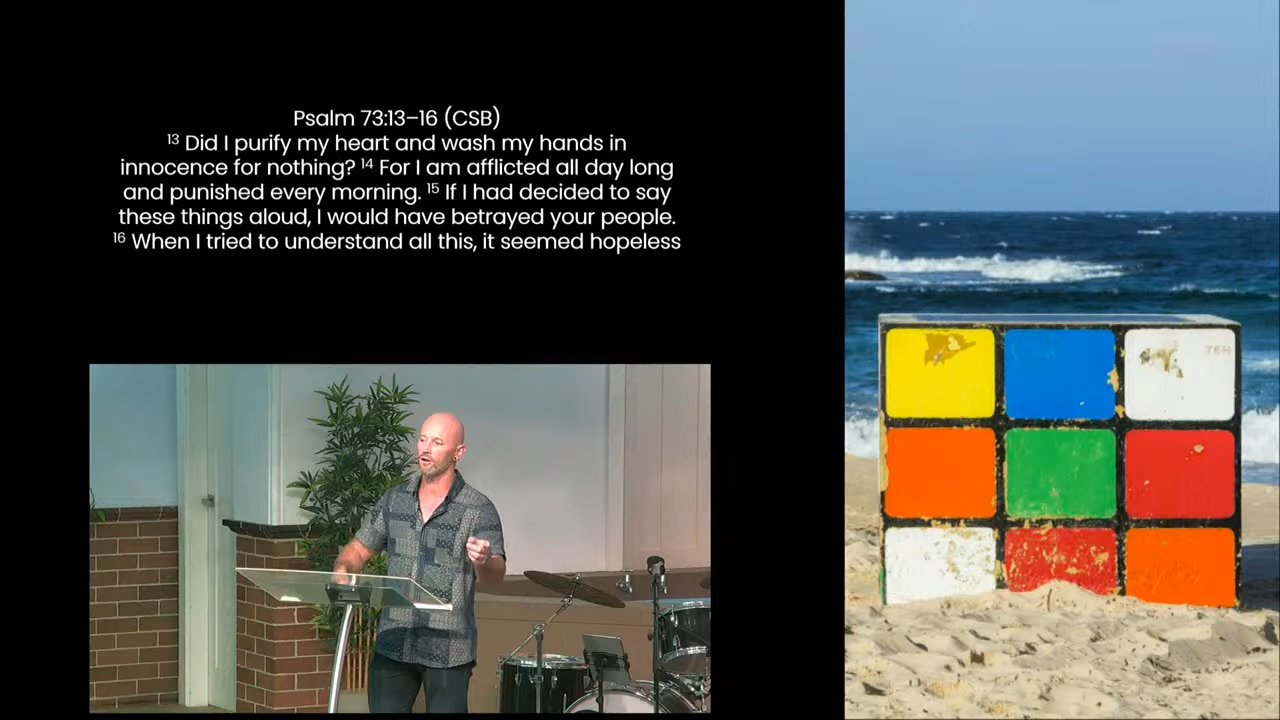 Psalm 73:13–16 (CSB)
¹³ Did I purify my heart and wash my hands in
innocence for nothing? ¹⁴ For I am afflicted all day long
and punished every morning. ¹⁵ If I had decided to say
these things aloud, I would have betrayed your people.
¹⁶ When I tried to understand all this, it seemed hopeless